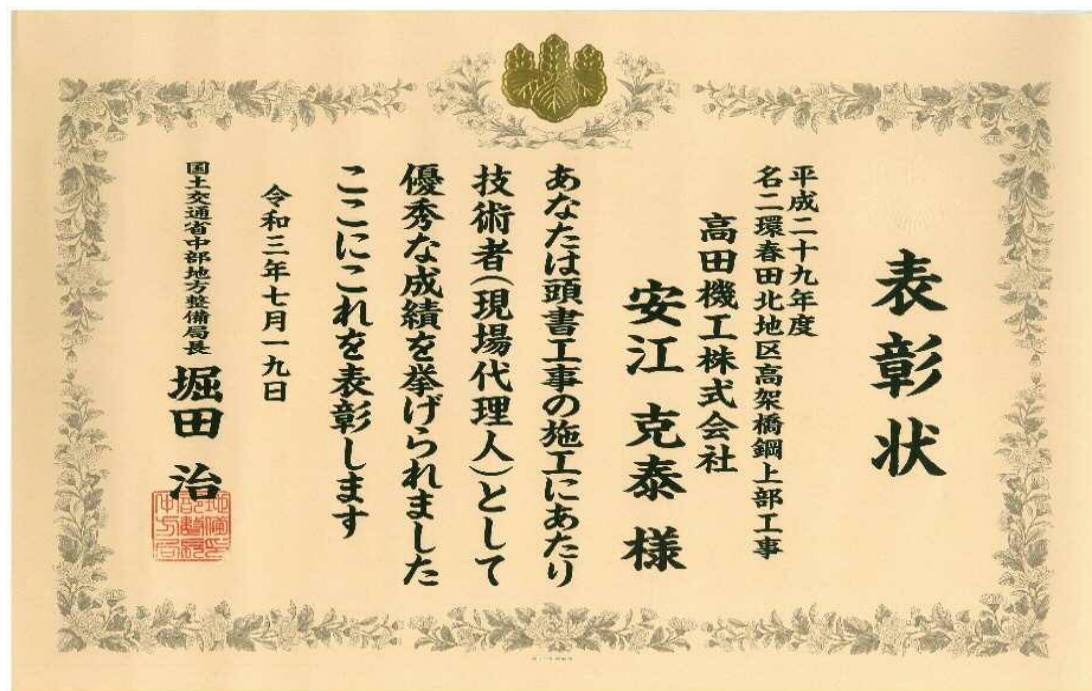 表彰状
平成二十九年度
名二環春田北地区高架橋鋼上部工事
高田機工株式会社
安江 克泰 様
あなたは頭書工事の施工にあたり
技術者(現場代理人)として
優秀な成績を挙げられました
ここにこれを表彰します
令和三年七月一九日
国土交通省中部地方整備局長 堀田 治